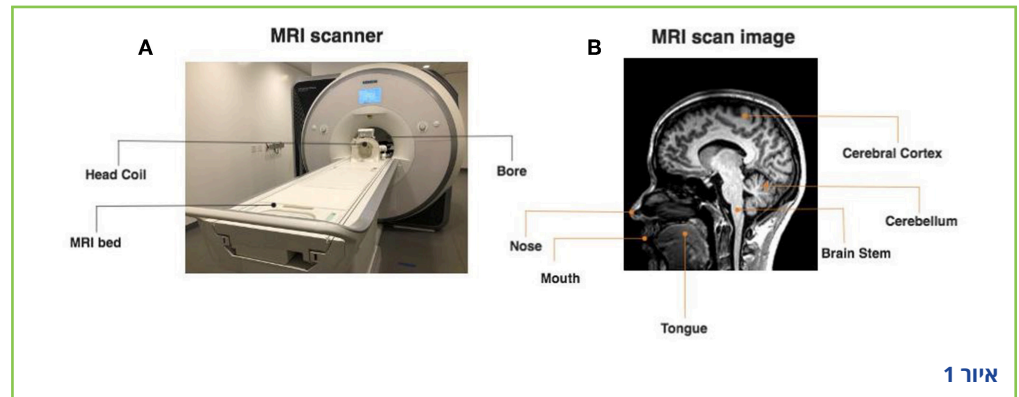 A
MRI scanner
Head Coil
MRI bed
Bore
B
MRI scan image
Cerebral Cortex
Cerebellum
Brain Stem
Nose
Mouth
Tongue
איור 1